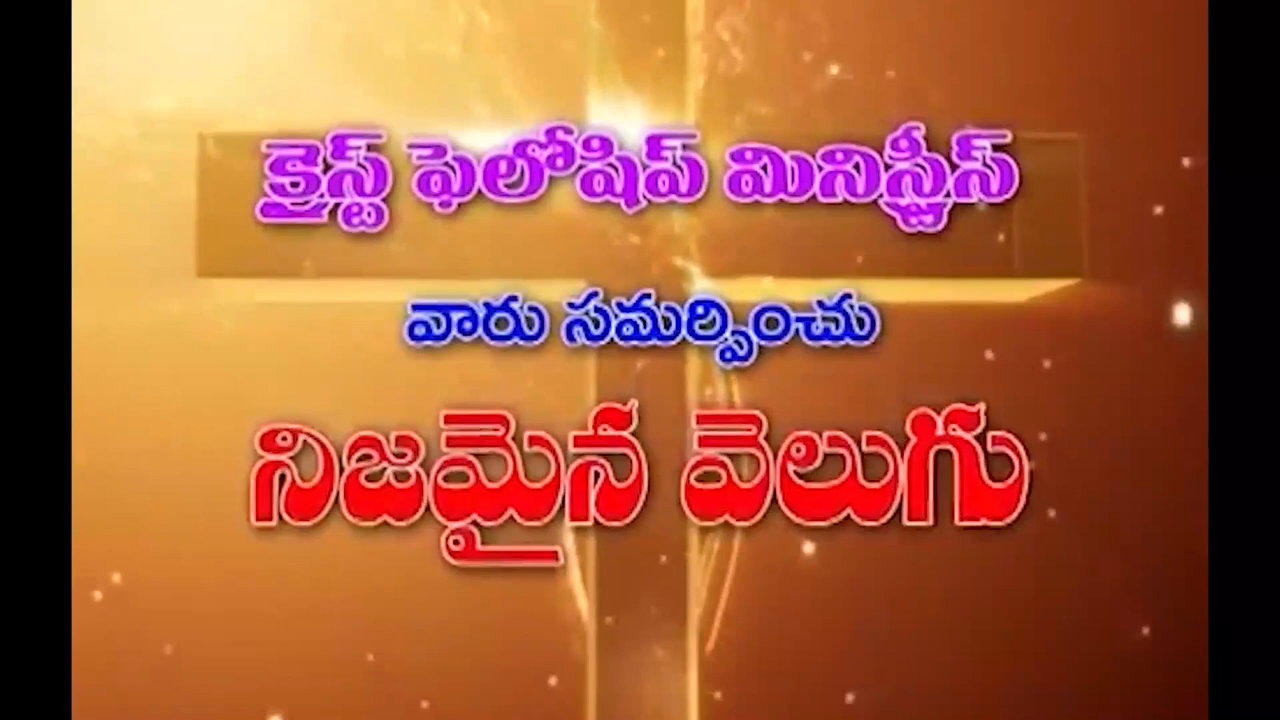 క్రైస్ట్ ఫెలోషిప్ మినిస్ట్రీస్
వారు సమర్పించు
నిజమైన వెలుగు